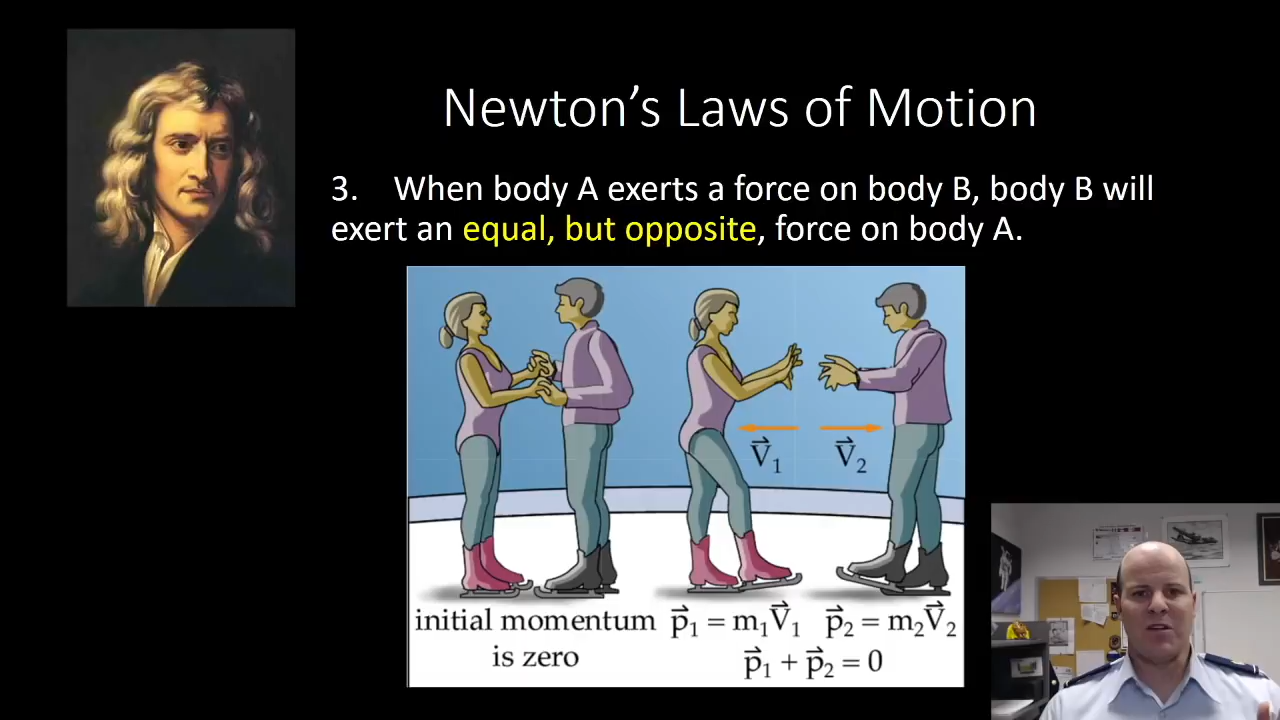 Newton’s Laws of Motion
3. When body A exerts a force on body B, body B will
exert an equal, but opposite, force on body A.
V⃗₁ V⃗₂
initial momentum p⃗₁ = m₁V⃗₁ p⃗₂ = m₂V⃗₂
is zero p⃗₁ + p⃗₂ = 0